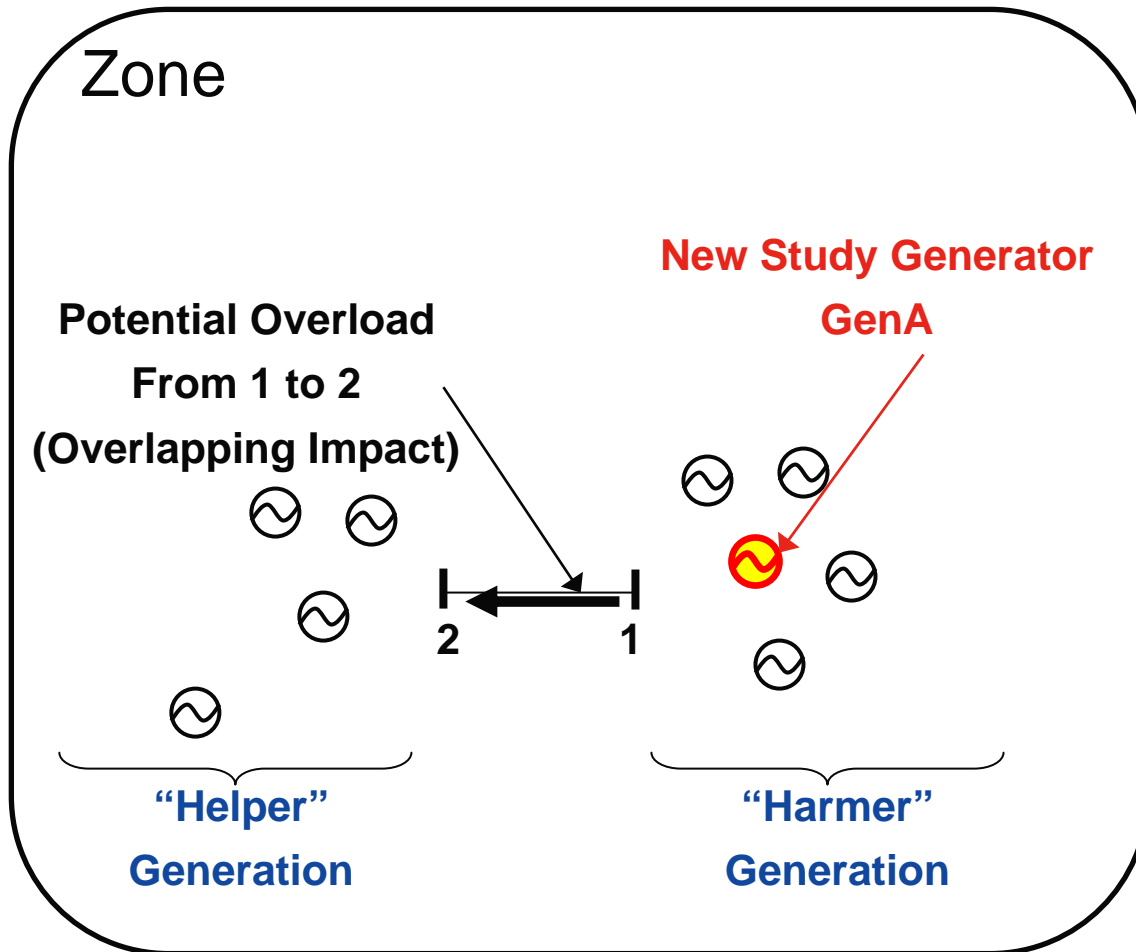 Zone
New Study Generator
GenA
Potential Overload
From 1 to 2
(Overlapping Impact)
2
1
“Helper”
Generation
“Harmer”
Generation